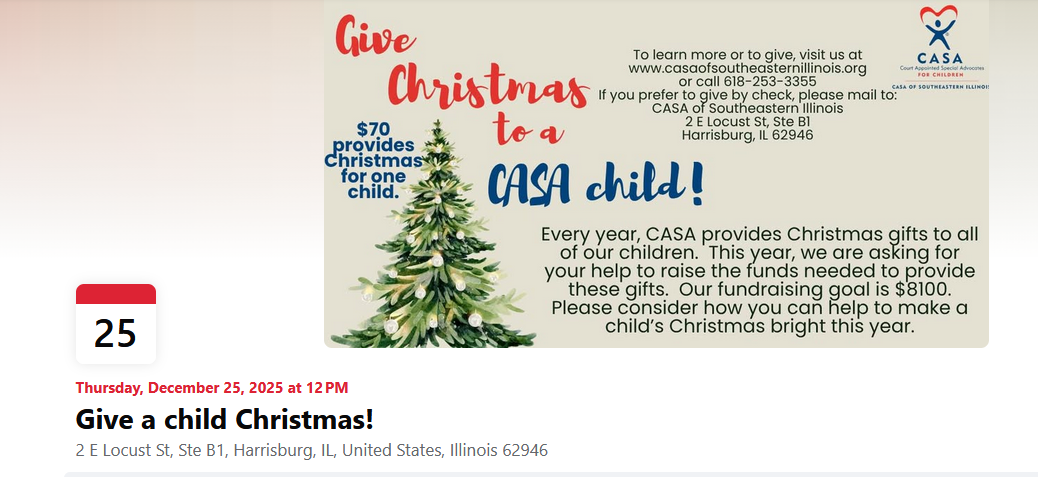 Give
Christmas
to a
CASA child!
$70
provides
Christmas
for one
child.
To learn more or to give, visit us at
www.casaofsoutheasternillinois.org
or call 618-253-3355
If you prefer to give by check, please mail to:
CASA of Southeastern Illinois
2 E Locust St, Ste B1
Harrisburg, IL 62946
CASA
Court Appointed Special Advocates
FOR CHILDREN
CASA OF SOUTHEASTERN ILLINOIS
Every year, CASA provides Christmas gifts to all
of our children. This year, we are asking for
your help to raise the funds needed to provide
these gifts. Our fundraising goal is $8100.
Please consider how you can help to make a
child's Christmas bright this year.
25
Thursday, December 25, 2025 at 12 PM
Give a child Christmas!
2 E Locust St, Ste B1, Harrisburg, IL, United States, Illinois 62946